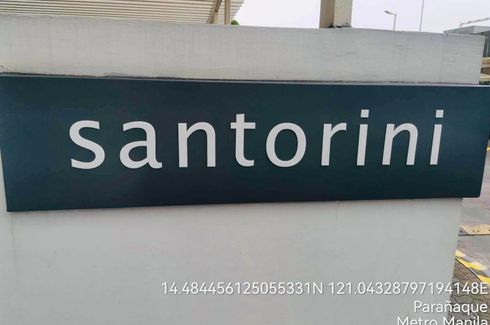 santorini
14.484456125055331N 121.04328797194148E
Parañaque
Metro Manila